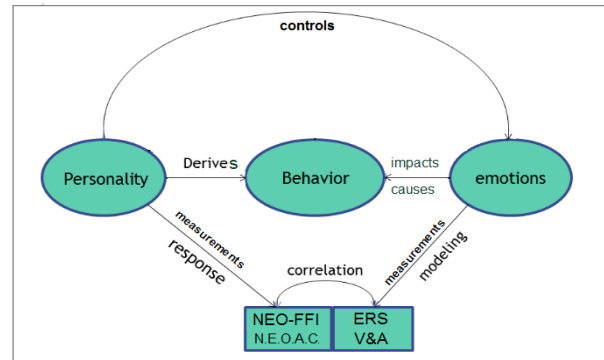 controls
Personality
Derives
Behavior
impacts
causes
emotions
measurements
response
correlation
measurements
modeling
NEO-FFI
N.E.O.A.C.
ERS
V&A